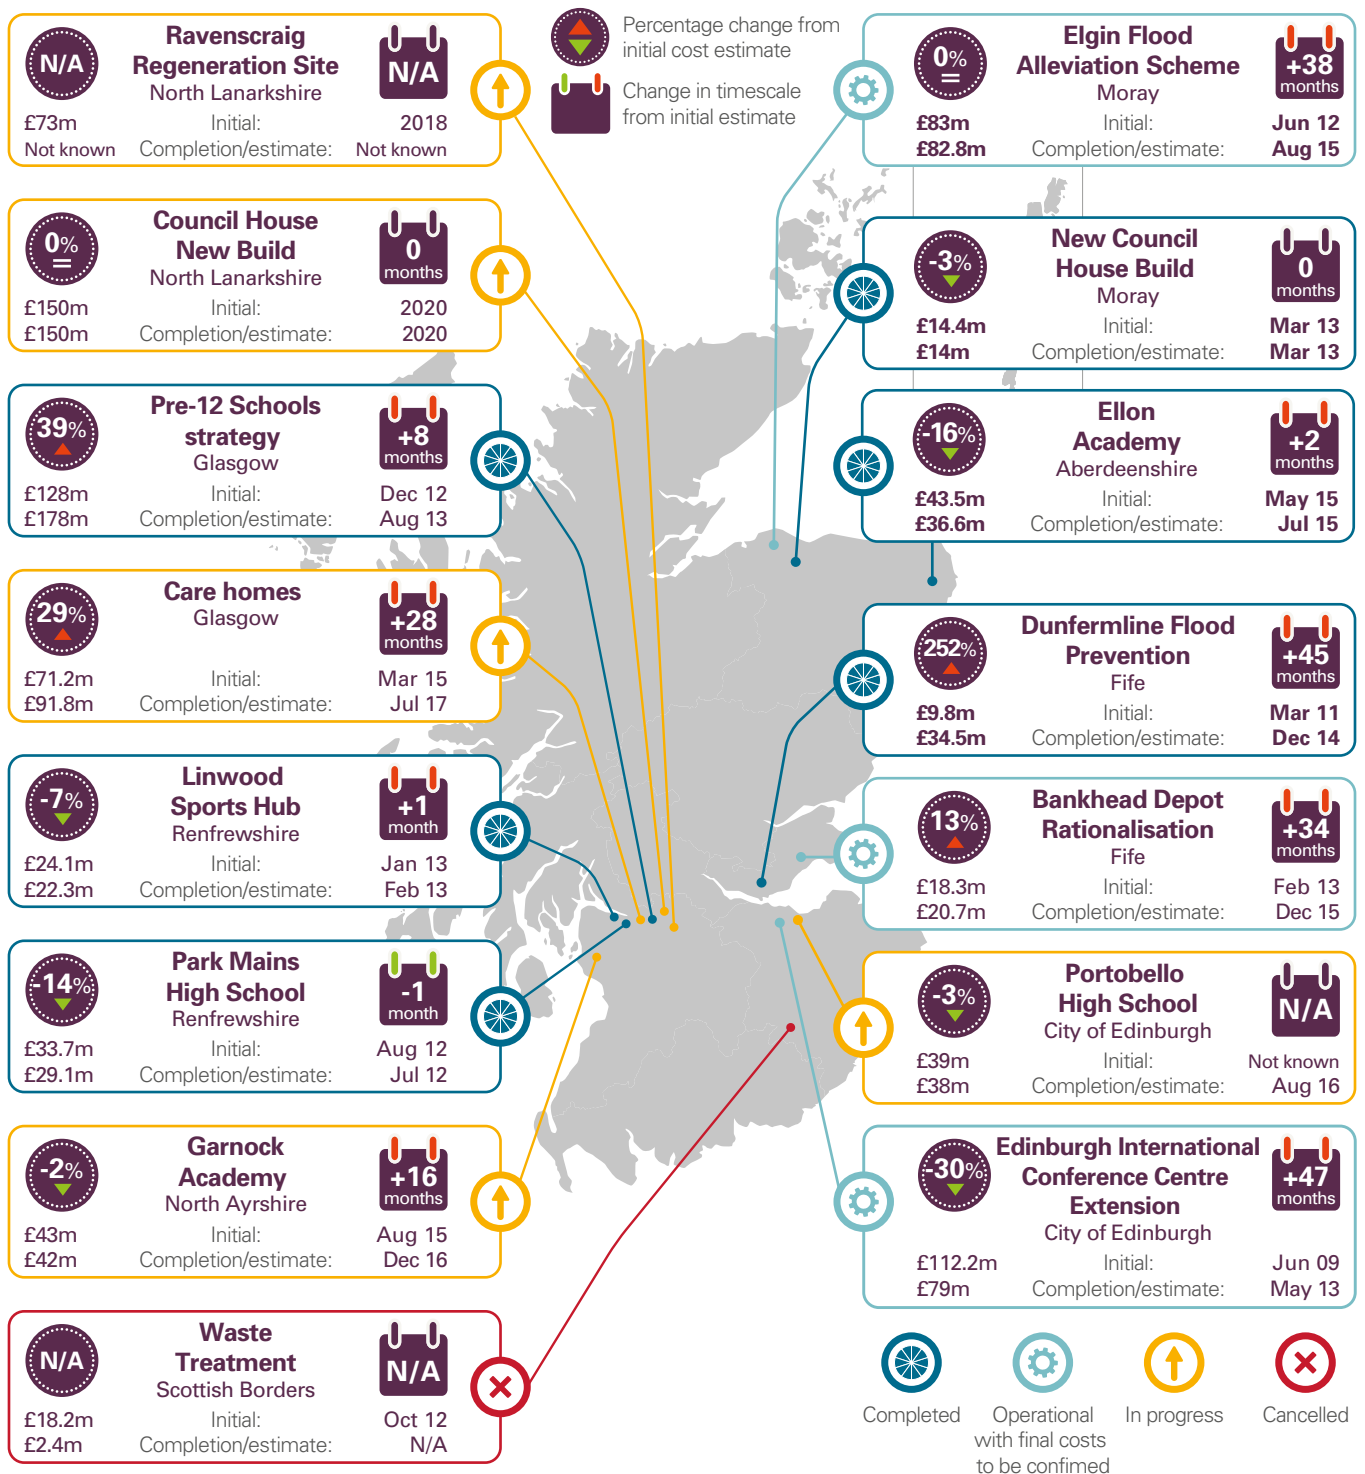 N/A
Ravenscraig
Regeneration Site
North Lanarkshire
N/A
£73m
Initial:
2018
Not known
Completion/estimate:
Not known
0%
=
Council House
New Build
North Lanarkshire
0
months
£150m
Initial:
2020
£150m
Completion/estimate:
2020
39%
Pre-12 Schools
strategy
Glasgow
+8
months
£128m
Initial:
Dec 12
£178m
Completion/estimate:
Aug 13
29%
Care homes
Glasgow
+28
months
£71.2m
Initial:
Mar 15
£91.8m
Completion/estimate:
Jul 17
-7%
Linwood
Sports Hub
Renfrewshire
+1
month
£24.1m
Initial:
Jan 13
£22.3m
Completion/estimate:
Feb 13
-14%
Park Mains
High School
Renfrewshire
-1
month
£33.7m
Initial:
Aug 12
£29.1m
Completion/estimate:
Jul 12
-2%
Garnock
Academy
North Ayrshire
+16
months
£43m
Initial:
Aug 15
£42m
Completion/estimate:
Dec 16
N/A
Waste
Treatment
Scottish Borders
N/A
£18.2m
Initial:
Oct 12
£2.4m
Completion/estimate:
N/A
Percentage change from
initial cost estimate
Change in timescale
from initial estimate
0%
=
Elgin Flood
Alleviation Scheme
Moray
+38
months
£83m
Initial:
Jun 12
£82.8m
Completion/estimate:
Aug 15
-3%
New Council
House Build
Moray
0
months
£14.4m
Initial:
Mar 13
£14m
Completion/estimate:
Mar 13
-16%
Ellon
Academy
Aberdeenshire
+2
months
£43.5m
Initial:
May 15
£36.6m
Completion/estimate:
Jul 15
252%
Dunfermline Flood
Prevention
Fife
+45
months
£9.8m
Initial:
Mar 11
£34.5m
Completion/estimate:
Dec 14
13%
Bankhead Depot
Rationalisation
Fife
+34
months
£18.3m
Initial:
Feb 13
£20.7m
Completion/estimate:
Dec 15
-3%
Portobello
High School
City of Edinburgh
N/A
£39m
Initial:
Not known
£38m
Completion/estimate:
Aug 16
-30%
Edinburgh International
Conference Centre
Extension
City of Edinburgh
+47
months
£112.2m
Initial:
Jun 09
£79m
Completion/estimate:
May 13
Completed
Operational
with final costs
to be confimed
In progress
Cancelled